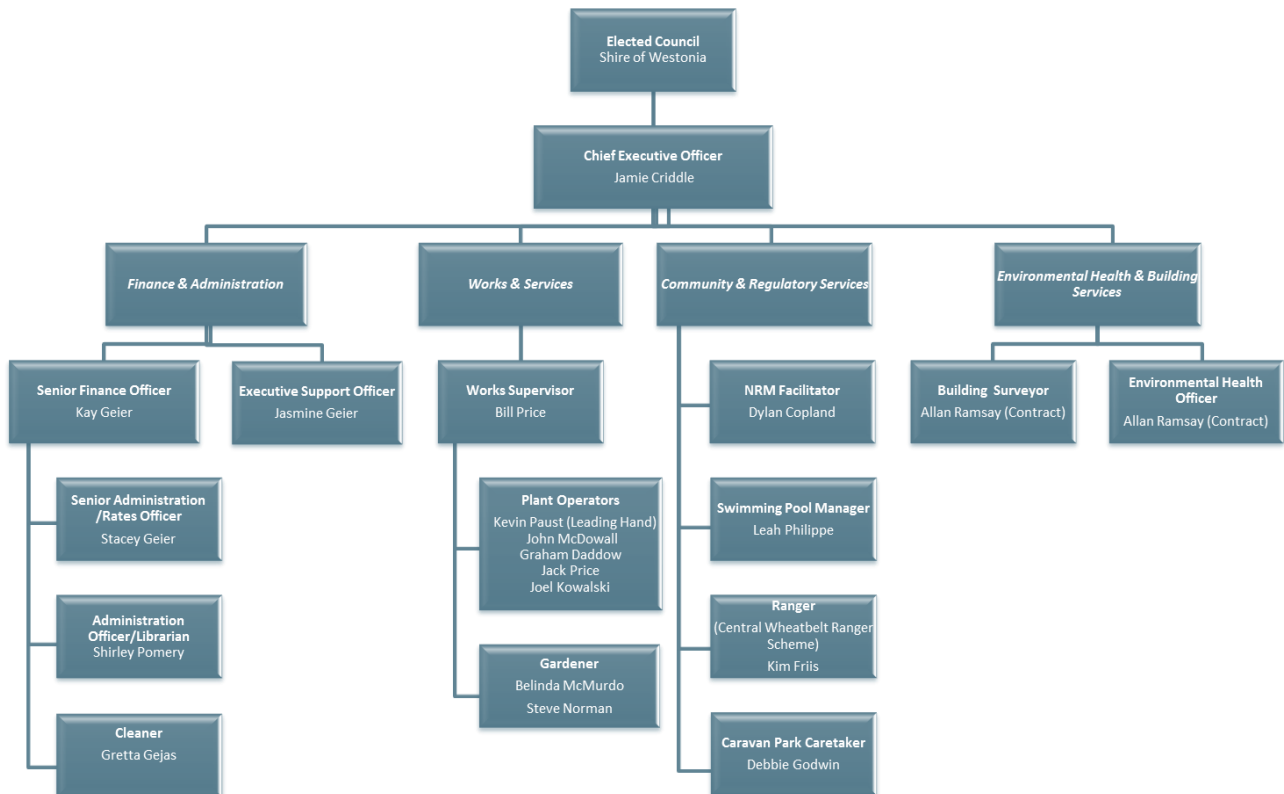 Elected Council
Shire of Westonia
Chief Executive Officer
Jamie Criddle
Finance & Administration
Works & Services
Community & Regulatory Services
Environmental Health & Building
Services
Senior Finance Officer
Kay Geier
Executive Support Officer
Jasmine Geier
Works Supervisor
Bill Price
NRM Facilitator
Dylan Copland
Building  Surveyor
Allan Ramsay (Contract)
Environmental Health
Officer
Allan Ramsay (Contract)
Senior Administration
/Rates Officer
Stacey Geier
Plant Operators
Kevin Paust (Leading Hand)
John McDowall
Graham Daddow
Jack Price
Joel Kowalski
Swimming Pool Manager
Leah Philippe
Administration
Officer/Librarian
Shirley Pomery
Ranger
(Central Wheatbelt Ranger
Scheme)
Kim Friis
Gardener
Belinda McMurdo
Steve Norman
Cleaner
Gretta Gejas
Caravan Park Caretaker
Debbie Godwin